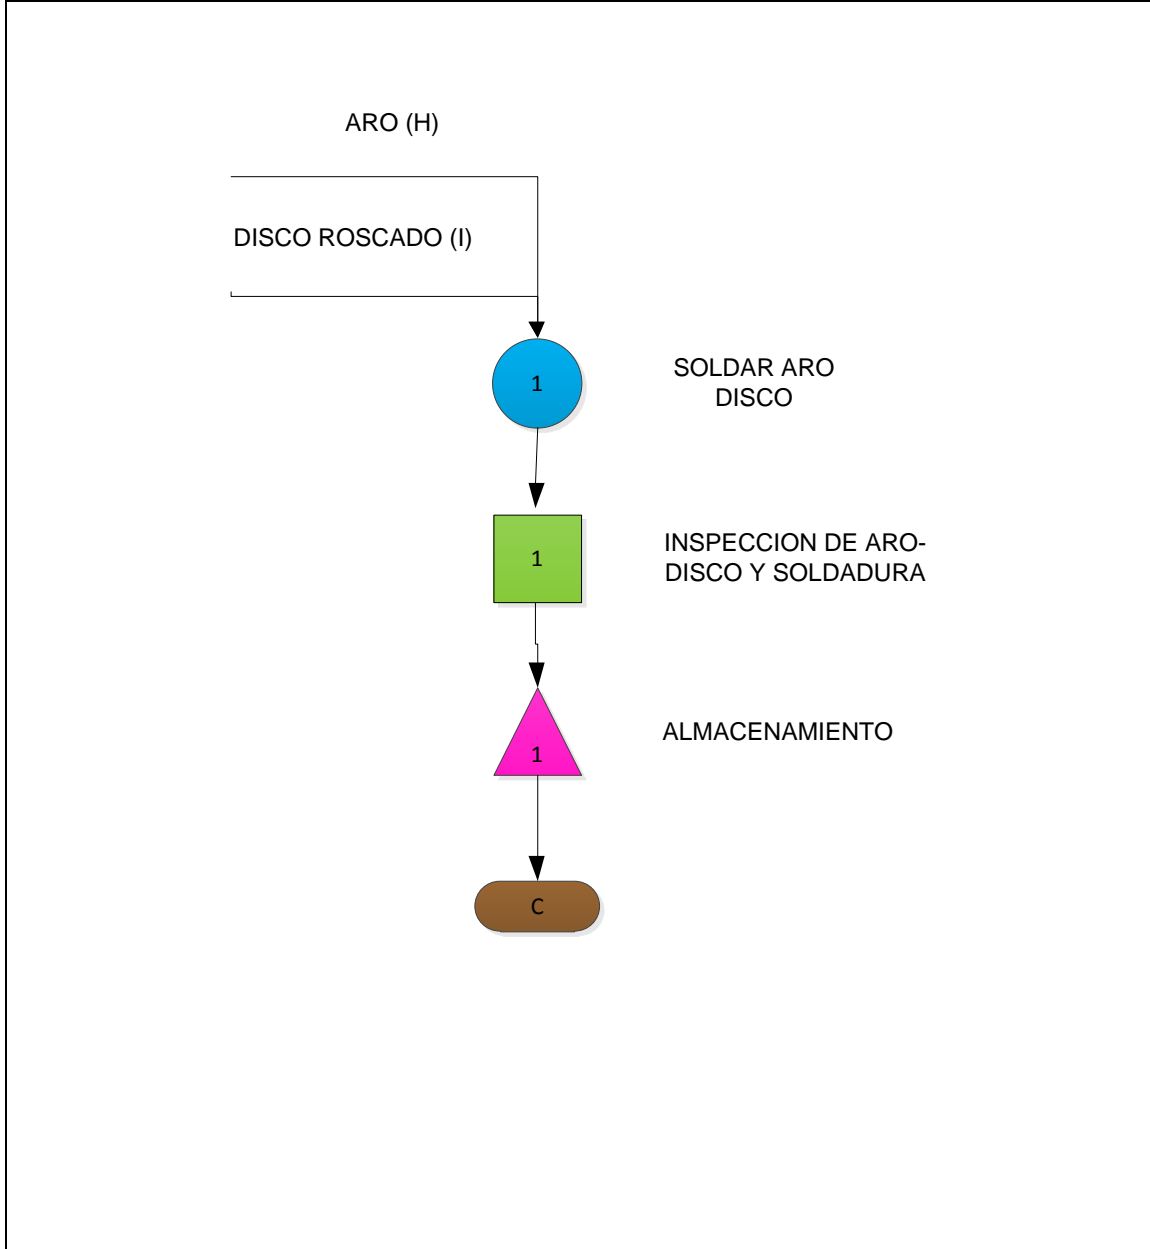 ARO (H)
DISCO ROSCADO (I)
1
SOLDAR ARO
DISCO
1
INSPECCION DE ARO-
DISCO Y SOLDADURA
1
ALMACENAMIENTO
C